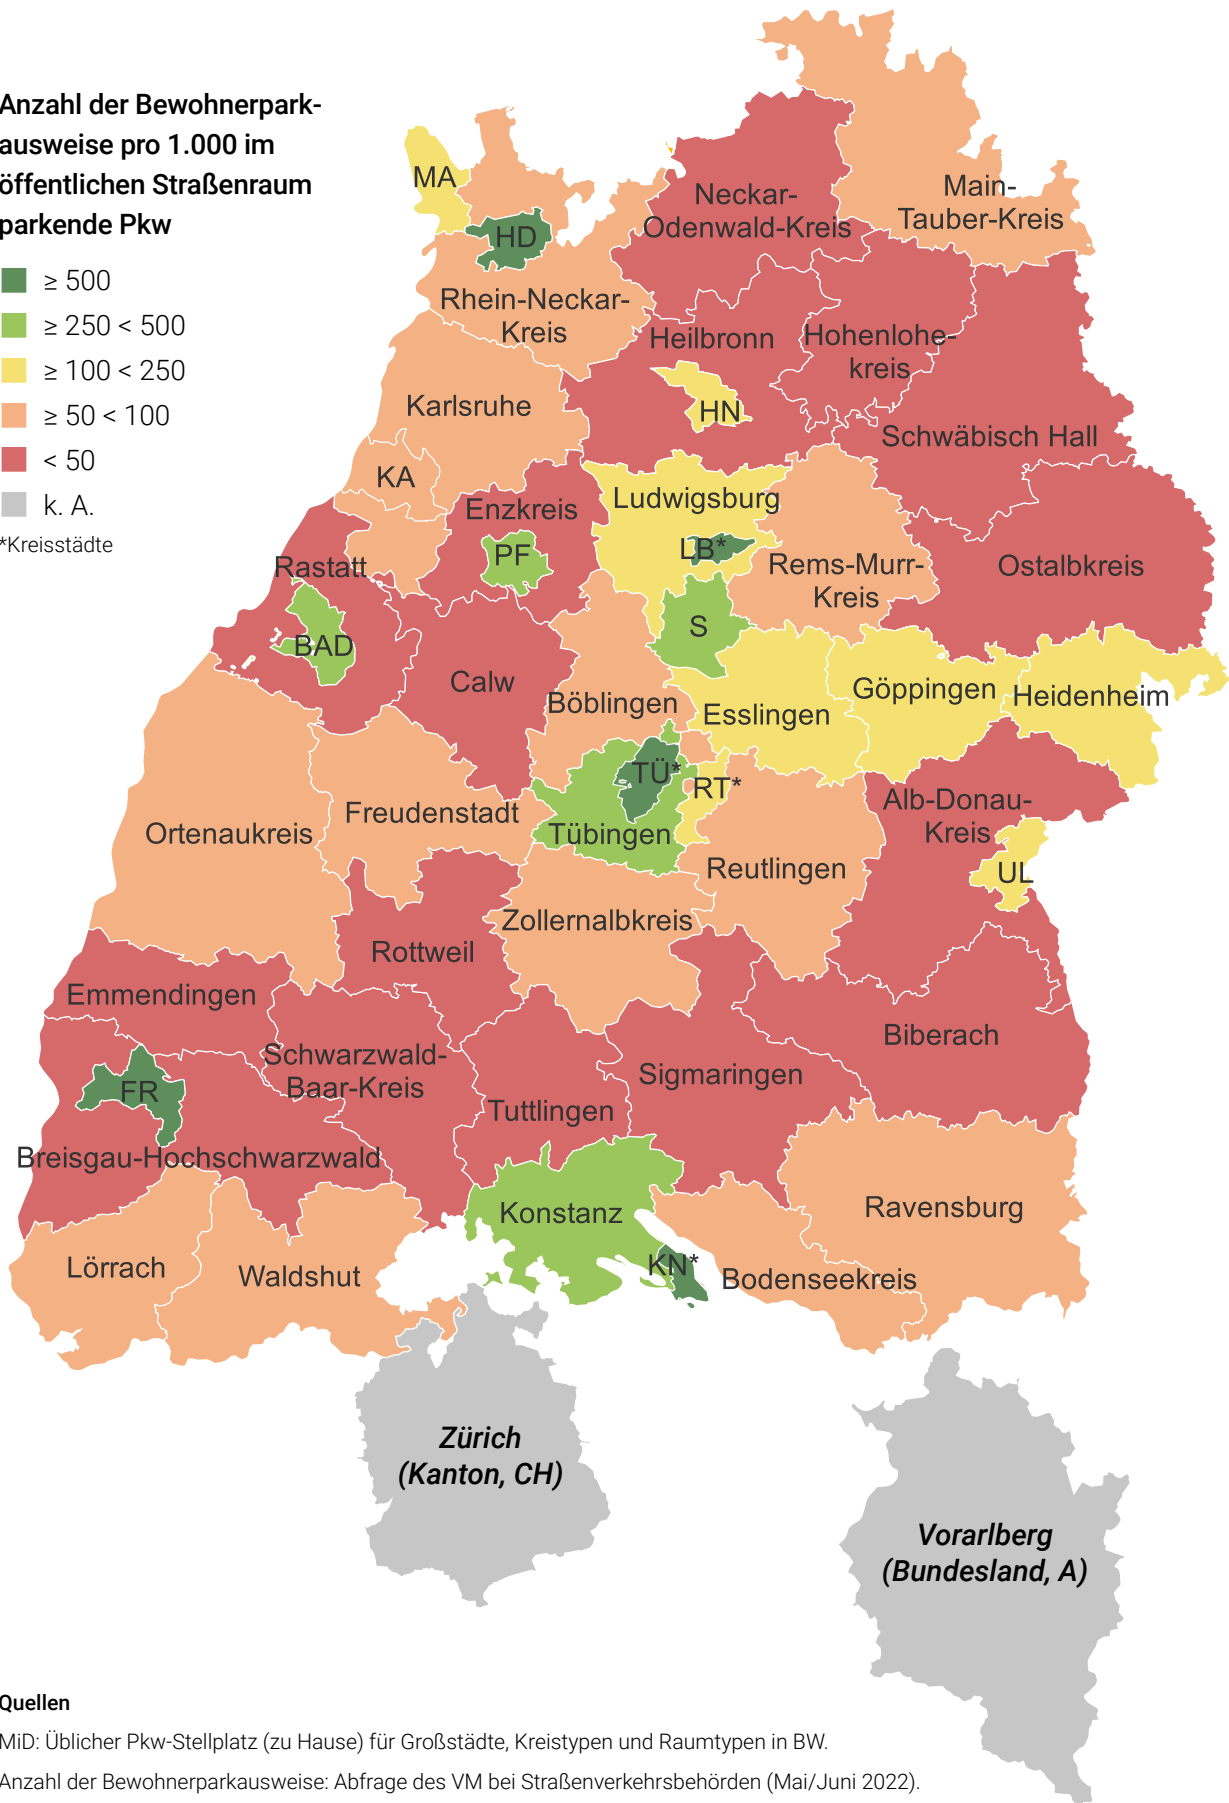 Anzahl der Bewohnerpark-
ausweise pro 1.000 im
öffentlichen Straßenraum
parkende Pkw
≥ 500
≥ 250 < 500
≥ 100 < 250
≥ 50 < 100
< 50
k. A.
*Kreisstädte
MA
HD
Neckar-
Odenwald-Kreis
Main-
Tauber-Kreis
Rhein-Neckar-
Kreis
Heilbronn
Hohenlohe-
kreis
HN
Karlsruhe
Schwäbisch Hall
KA
Enzkreis
Ludwigsburg
PF
LB*
Rems-Murr-
Kreis
Ostalbkreis
Rastatt
BAD
S
Calw
Böblingen
Esslingen
Göppingen
Heidenheim
TÜ*
RT*
Tübingen
Freudenstadt
Ortenaukreis
Alb-Donau-
Kreis
UL
Reutlingen
Zollernalbkreis
Rottweil
Emmendingen
Biberach
Schwarzwald-
Baar-Kreis
Sigmaringen
FR
Tuttlingen
Breisgau-Hochschwarzwald
Konstanz
Ravensburg
Lörrach
Waldshut
KN*
Bodenseekreis
Zürich
(Kanton, CH)
Vorarlberg
(Bundesland, A)
Quellen
MiD: Üblicher Pkw-Stellplatz (zu Hause) für Großstädte, Kreistypen und Raumtypen in BW.
Anzahl der Bewohnerparkausweise: Abfrage des VM bei Straßenverkehrsbehörden (Mai/Juni 2022).